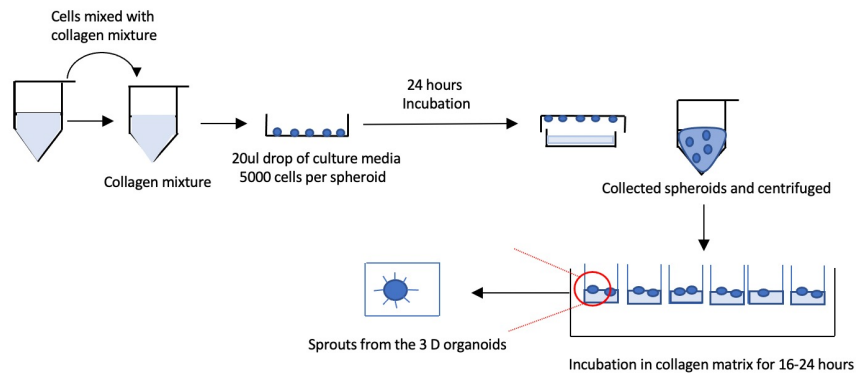 Cells mixed with
collagen mixture
Collagen mixture
20ul drop of culture media
5000 cells per spheroid
24 hours
Incubation
Collected spheroids and centrifuged
Sprouts from the 3 D organoids
Incubation in collagen matrix for 16-24 hours